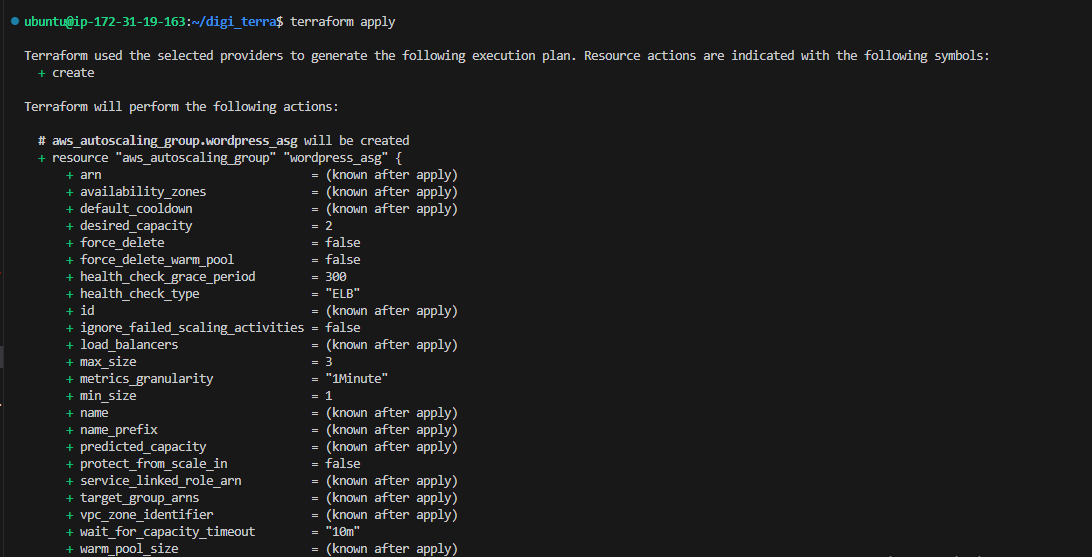 ubuntu@ip-172-31-19-163:~/digi_terra$ terraform apply
Terraform used the selected providers to generate the following execution plan. Resource actions are indicated with the following symbols:
+ create
Terraform will perform the following actions:
# aws_autoscaling_group.wordpress_asg will be created
+ resource "aws_autoscaling_group" "wordpress_asg" {
+ arn = (known after apply)
+ availability_zones = (known after apply)
+ default_cooldown = (known after apply)
+ desired_capacity = 2
+ force_delete = false
+ force_delete_warm_pool = false
+ health_check_grace_period = 300
+ health_check_type = "ELB"
+ id = (known after apply)
+ ignore_failed_scaling_activities = false
+ load_balancers = (known after apply)
+ max_size = 3
+ metrics_granularity = "1Minute"
+ min_size = 1
+ name = (known after apply)
+ name_prefix = (known after apply)
+ predicted_capacity = (known after apply)
+ protect_from_scale_in = false
+ service_linked_role_arn = (known after apply)
+ target_group_arns = (known after apply)
+ vpc_zone_identifier = (known after apply)
+ wait_for_capacity_timeout = "10m"
+ warm_pool_size = (known after apply)